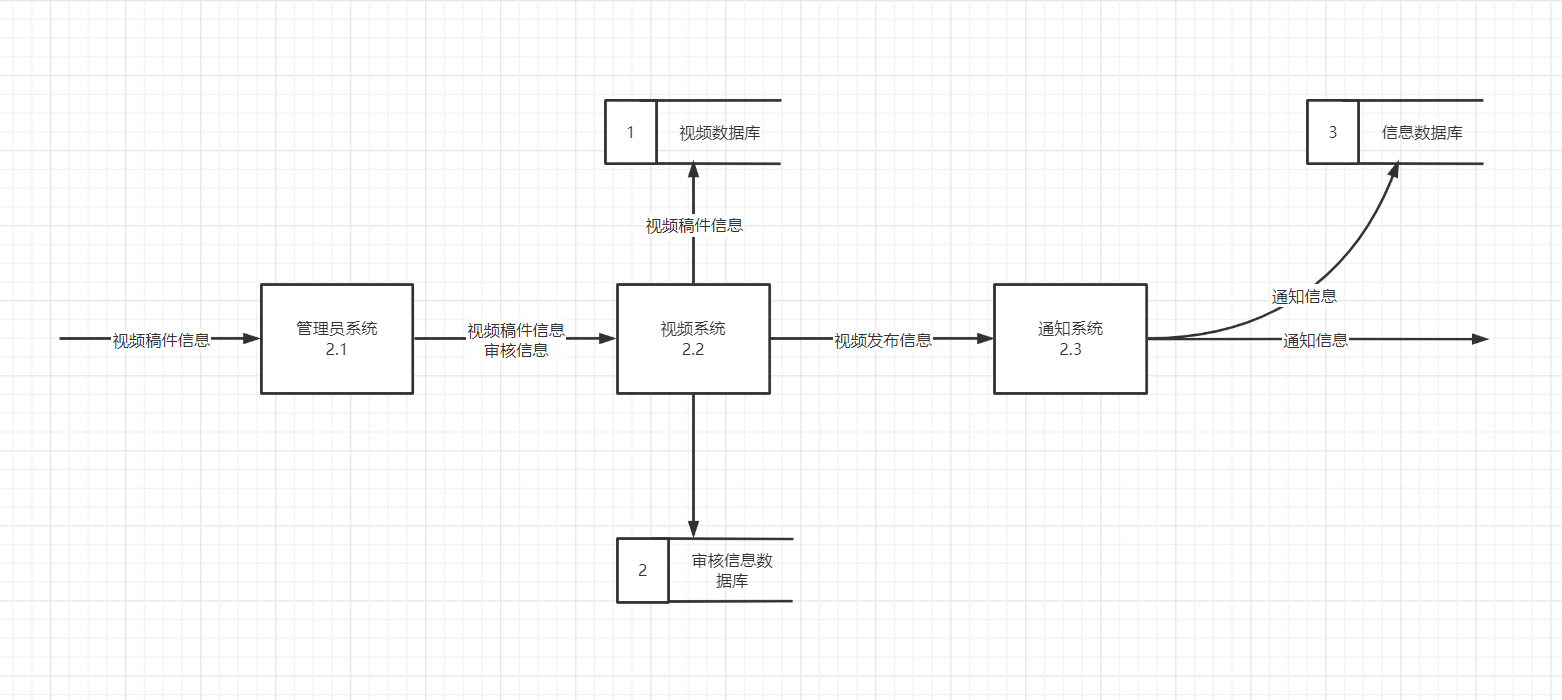 1
视频数据库
3
信息数据库
视频稿件信息
通知信息
视频稿件信息
管理员系统
2.1
视频稿件信息
审核信息
视频系统
2.2
视频发布信息
通知系统
2.3
通知信息
2
审核信息数
据库